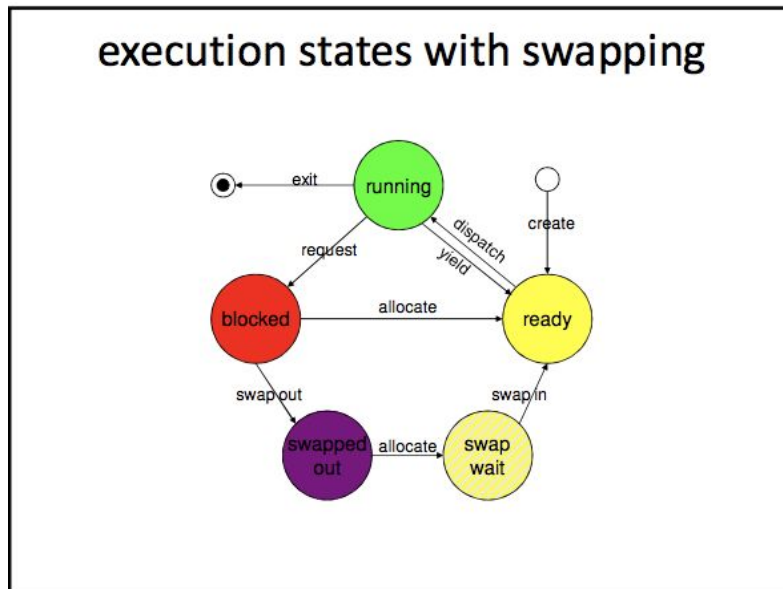 execution states with swapping
exit
running
create
dispatch
yield
request
blocked
allocate
ready
swap out
swap in
swapped
out
allocate
swap
wait